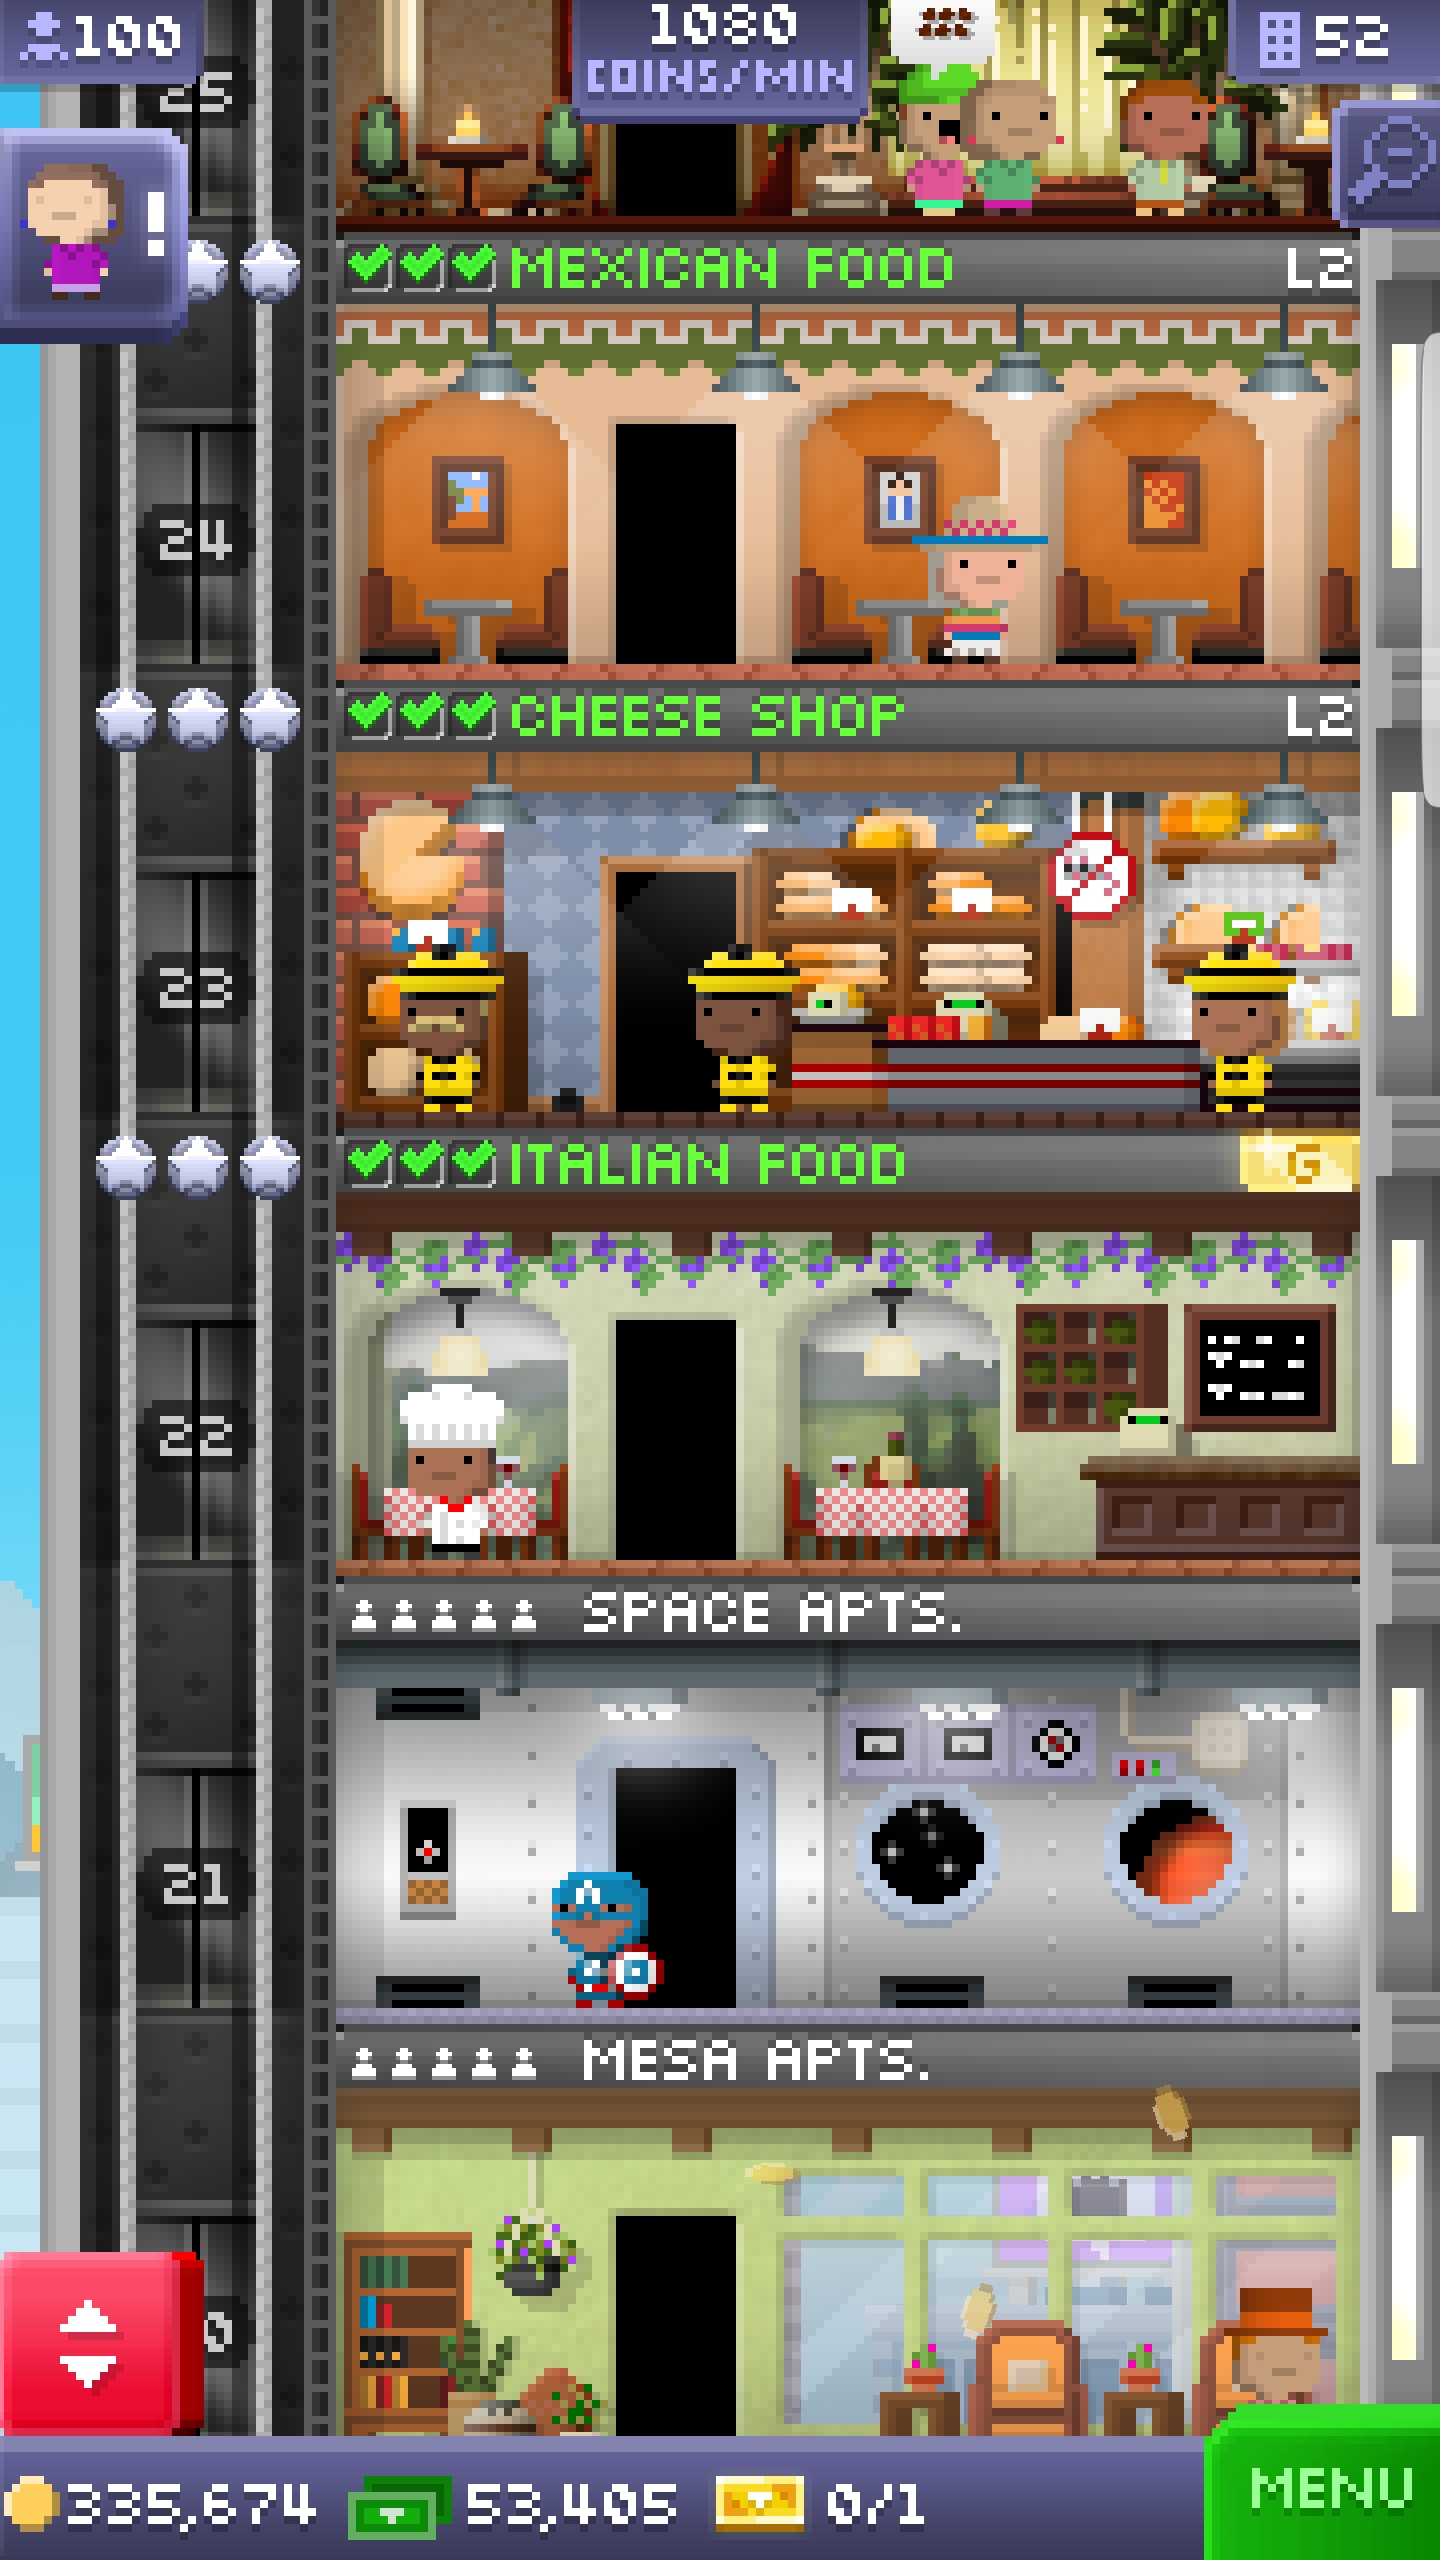 100
1080
COINS/MIN
52
25
!
MEXICAN FOOD L2
24
CHEESE SHOP L2
23
ITALIAN FOOD G
22
SPACE APTS.
21
A
MESA APTS.
0
335,674 53,405 0/1
MENU